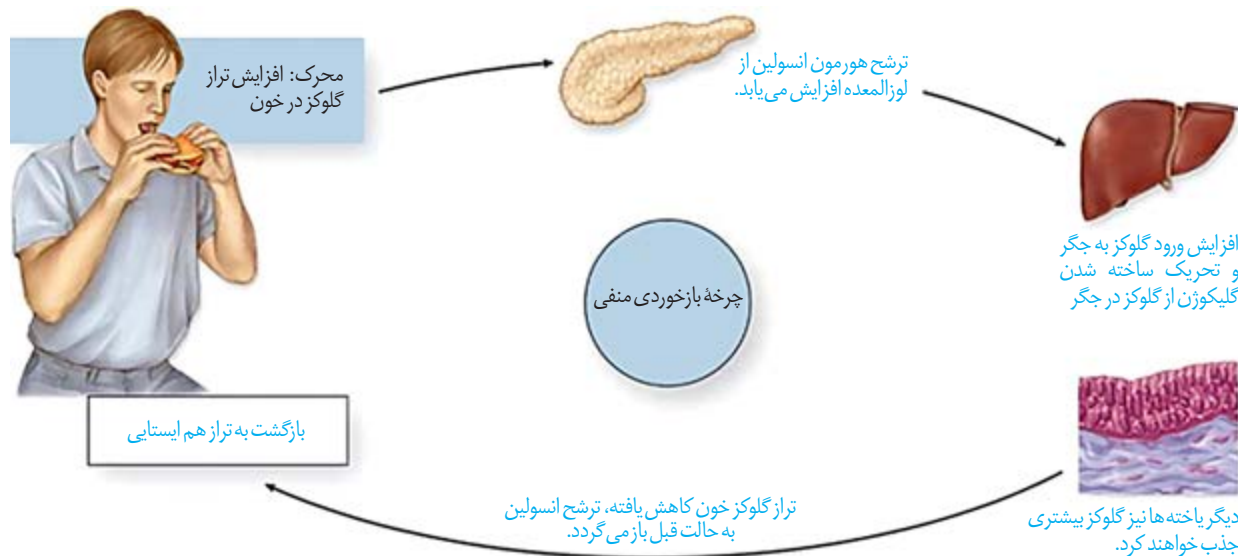 محرک: افزایش تراز
گلوکز در خون
ترشح هورمون انسولین از
لوزالمعده افزایش می‌یابد.
افزایش ورود گلوکز به جگر
و تحریک ساخته شدن
گلیکوژن از گلوکز در جگر
چرخهٔ بازخوردی منفی
دیگر یاخته‌ها نیز گلوکز بیشتری
جذب خواهند کرد.
تراز گلوکز خون کاهش یافته، ترشح انسولین
به حالت قبل باز می‌گردد.
بازگشت به تراز هم ایستایی